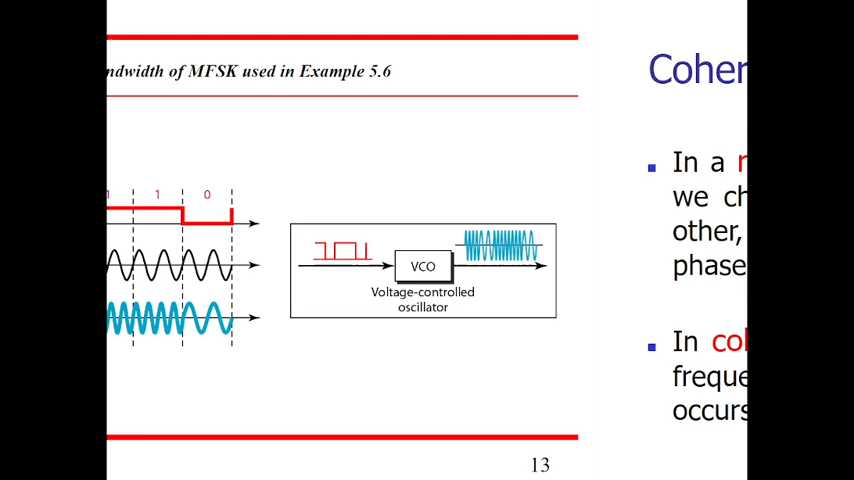 ndwidth of MFSK used in Example 5.6
1 1 0
VCO
Voltage-controlled
oscillator
13
Coher
In a
we ch
other,
phase
In col
freque
occurs